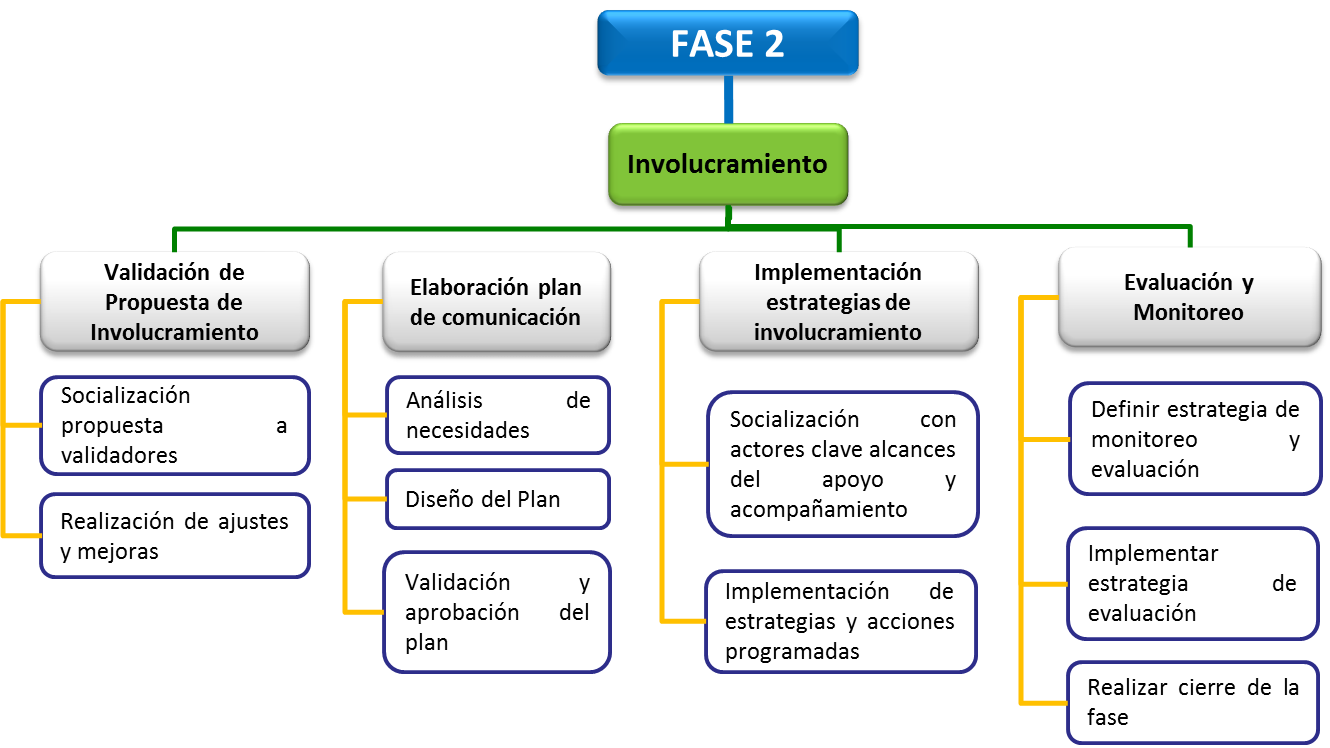 FASE 2
Involucramiento
Validación de
Propuesta de
Involucramiento
Socialización
propuesta a
validadores
Realización de ajustes
y mejoras
Elaboración plan
de comunicación
Análisis de
necesidades
Diseño del Plan
Validación y
aprobación del
plan
Implementación
estrategias de
involucramiento
Socialización con
actores clave alcances
del apoyo y
acompañamiento
Implementación de
estrategias y acciones
programadas
Evaluación y
Monitoreo
Definir estrategia de
monitoreo y
evaluación
Implementar
estrategia de
evaluación
Realizar cierre de la
fase